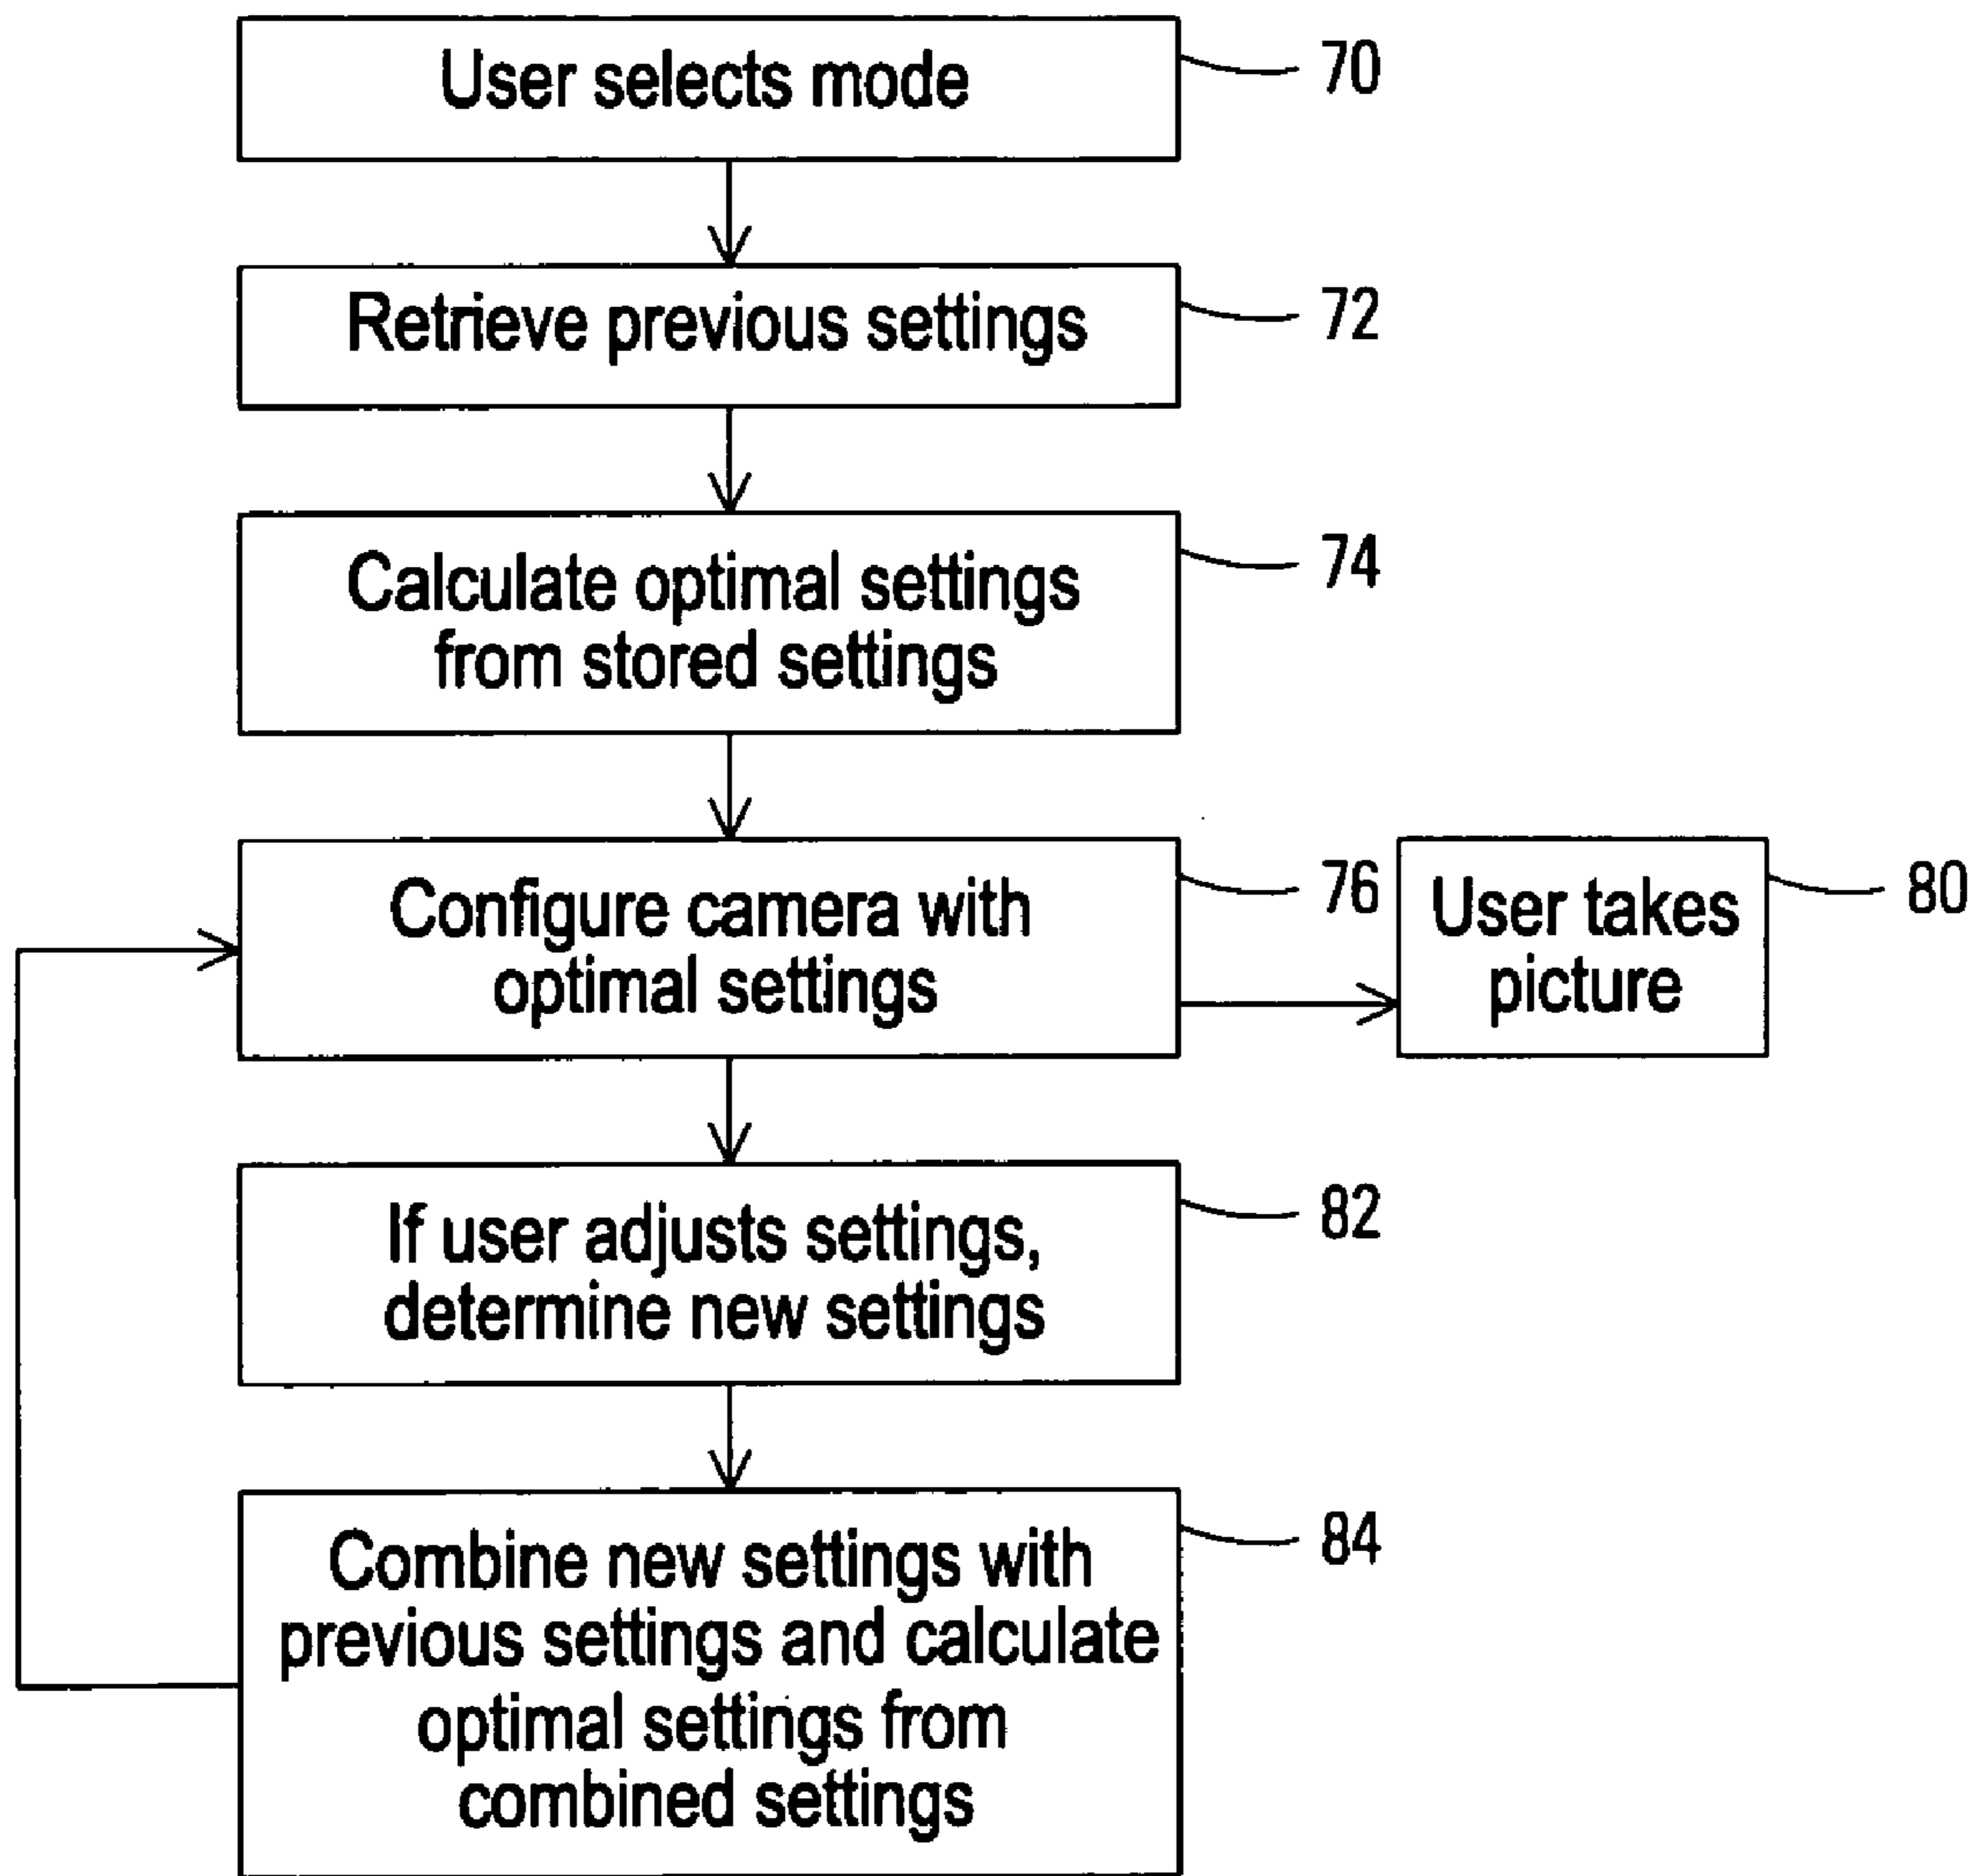 User selects mode
70
Retrieve previous settings
72
Calculate optimal settings
from stored settings
74
Configure camera with
optimal settings
76
User takes
picture
80
If user adjusts settings,
determine new settings
82
Combine new settings with
previous settings and calculate
optimal settings from
combined settings
84